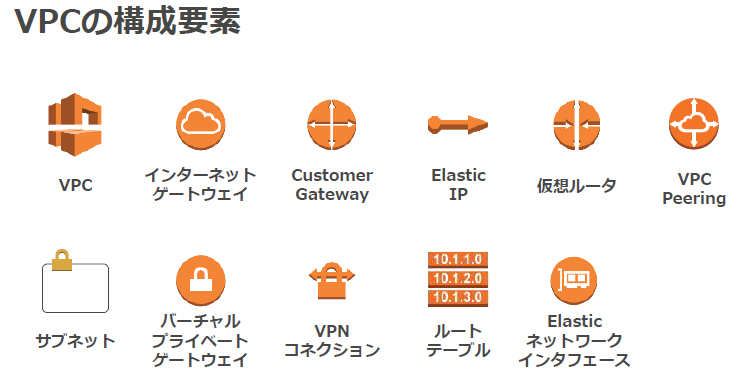 VPCの構成要素
VPC
インターネット
ゲートウェイ
Customer
Gateway
Elastic
IP
仮想ルータ
VPC
Peering
サブネット
バーチャル
プライベート
ゲートウェイ
VPN
コネクション
10.1.1.0
10.1.2.0
10.1.3.0
ルート
テーブル
Elastic
ネットワーク
インタフェース